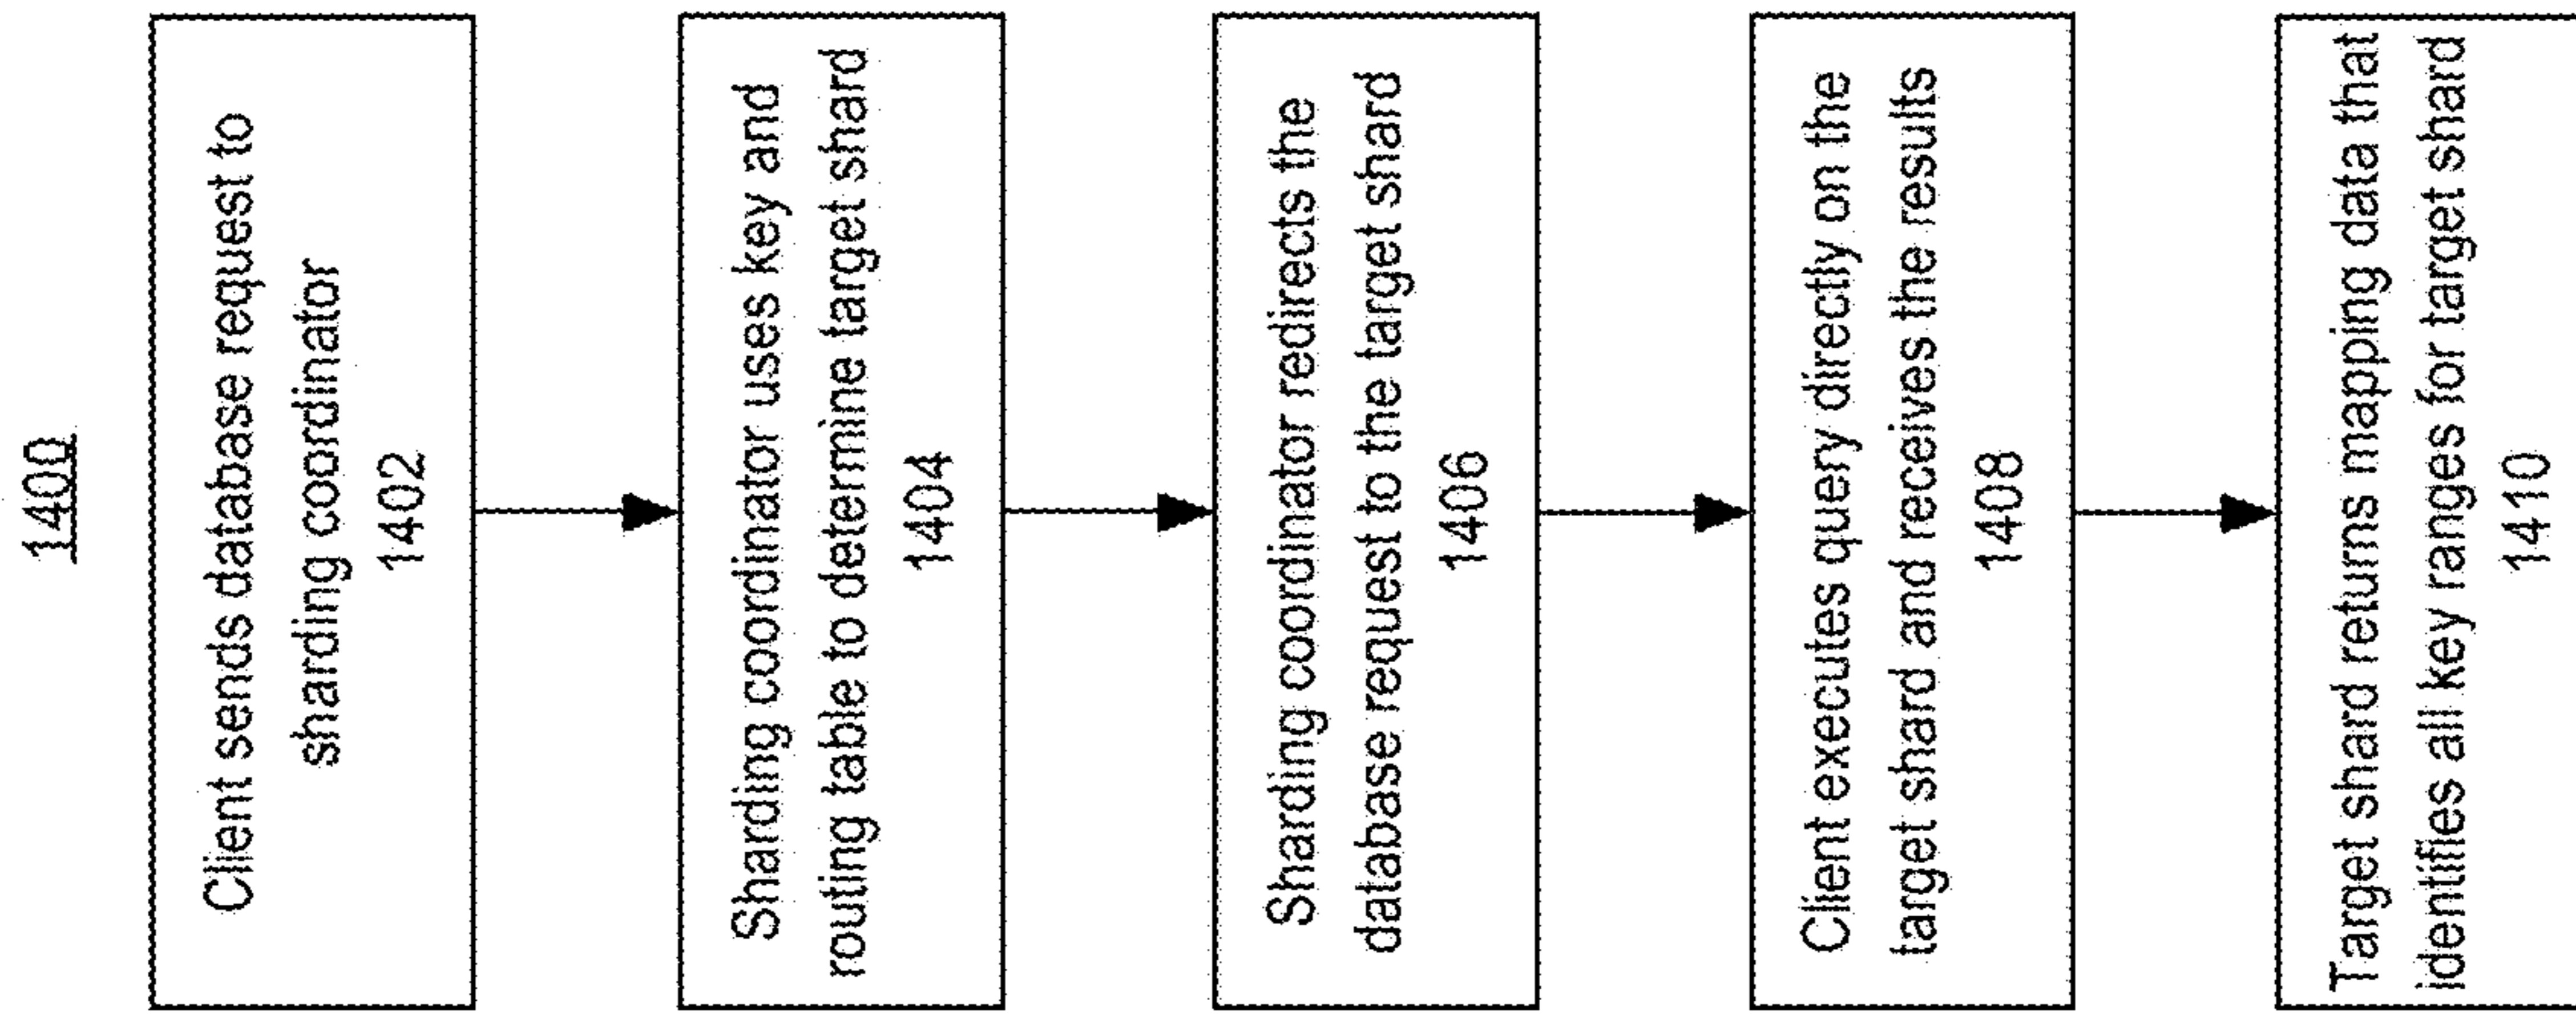 1400
Client sends database request to
sharding coordinator
1402
Sharding coordinator uses key and
routing table to determine target shard
1404
Sharding coordinator redirects the
database request to the target shard
1406
Client executes query directly on the
target shard and receives the results
1408
Target shard returns mapping data that
identifies all key ranges for target shard
1410